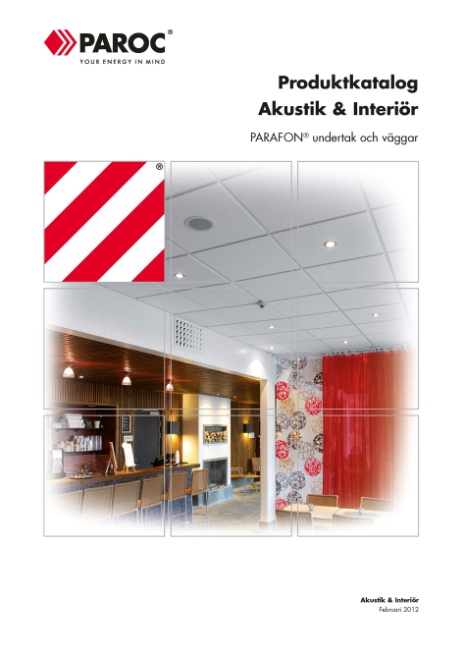 PAROC®
YOUR ENERGY IN MIND
Produktkatalog
Akustik & Interiör
PARAFON® undertak och väggar
®
Akustik & Interiör
Februari 2012